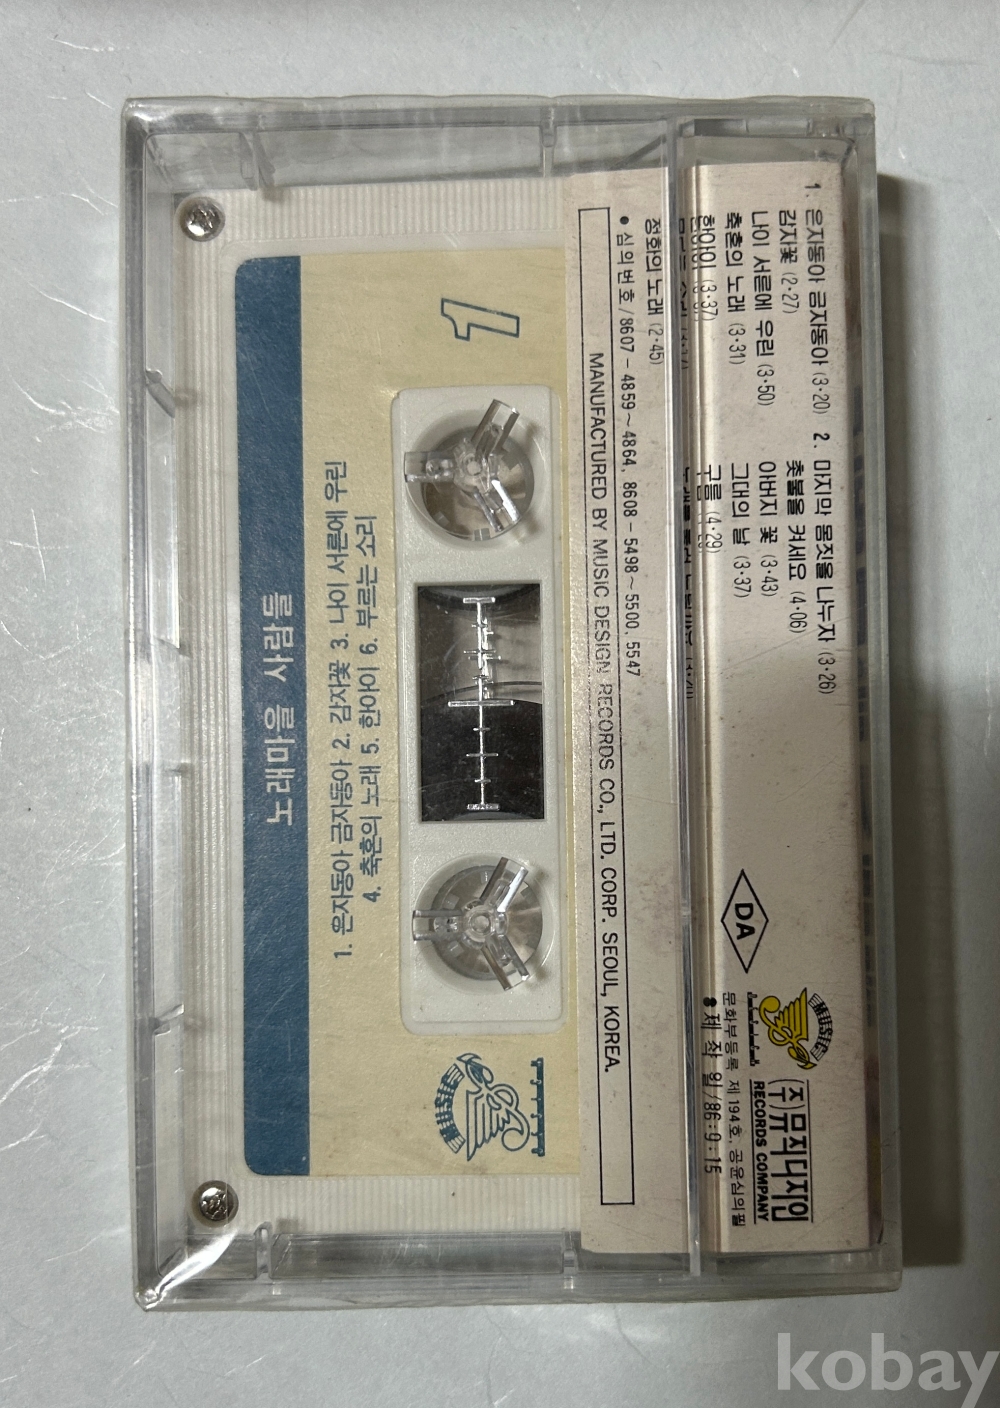 1
노래마을 사람들
1. 은자동아 금자동아 2. 감자꽃 3. 나이 서른에 우린
4. 축혼의 노래 5. 한아이 6. 부르는 소리
MUSIC
1. 은자동아 금자동아 (3·20)
감자꽃 (2·27)
나이 서른에 우린 (3·50)
축혼의 노래 (3·31)
한아이 (3·37)
정화의 노래 (2·45)
2. 마지막 몸짓을 나누자 (3·26)
촛불을 켜세요 (4·06)
아버지 꽃 (3·43)
그대의 날 (3·37)
구름 (4·29)
● 심의번호/8607-4859~4864, 8608-5498~5500, 5547
MANUFACTURED BY MUSIC DESIGN RECORDS CO., LTD. CORP. SEOUL, KOREA.
DA
MUSIC
(주)뮤직디자인
RECORDS COMPANY
문화부등록 제194호. 공윤심의필
● 제작일/86·9·15
kobay